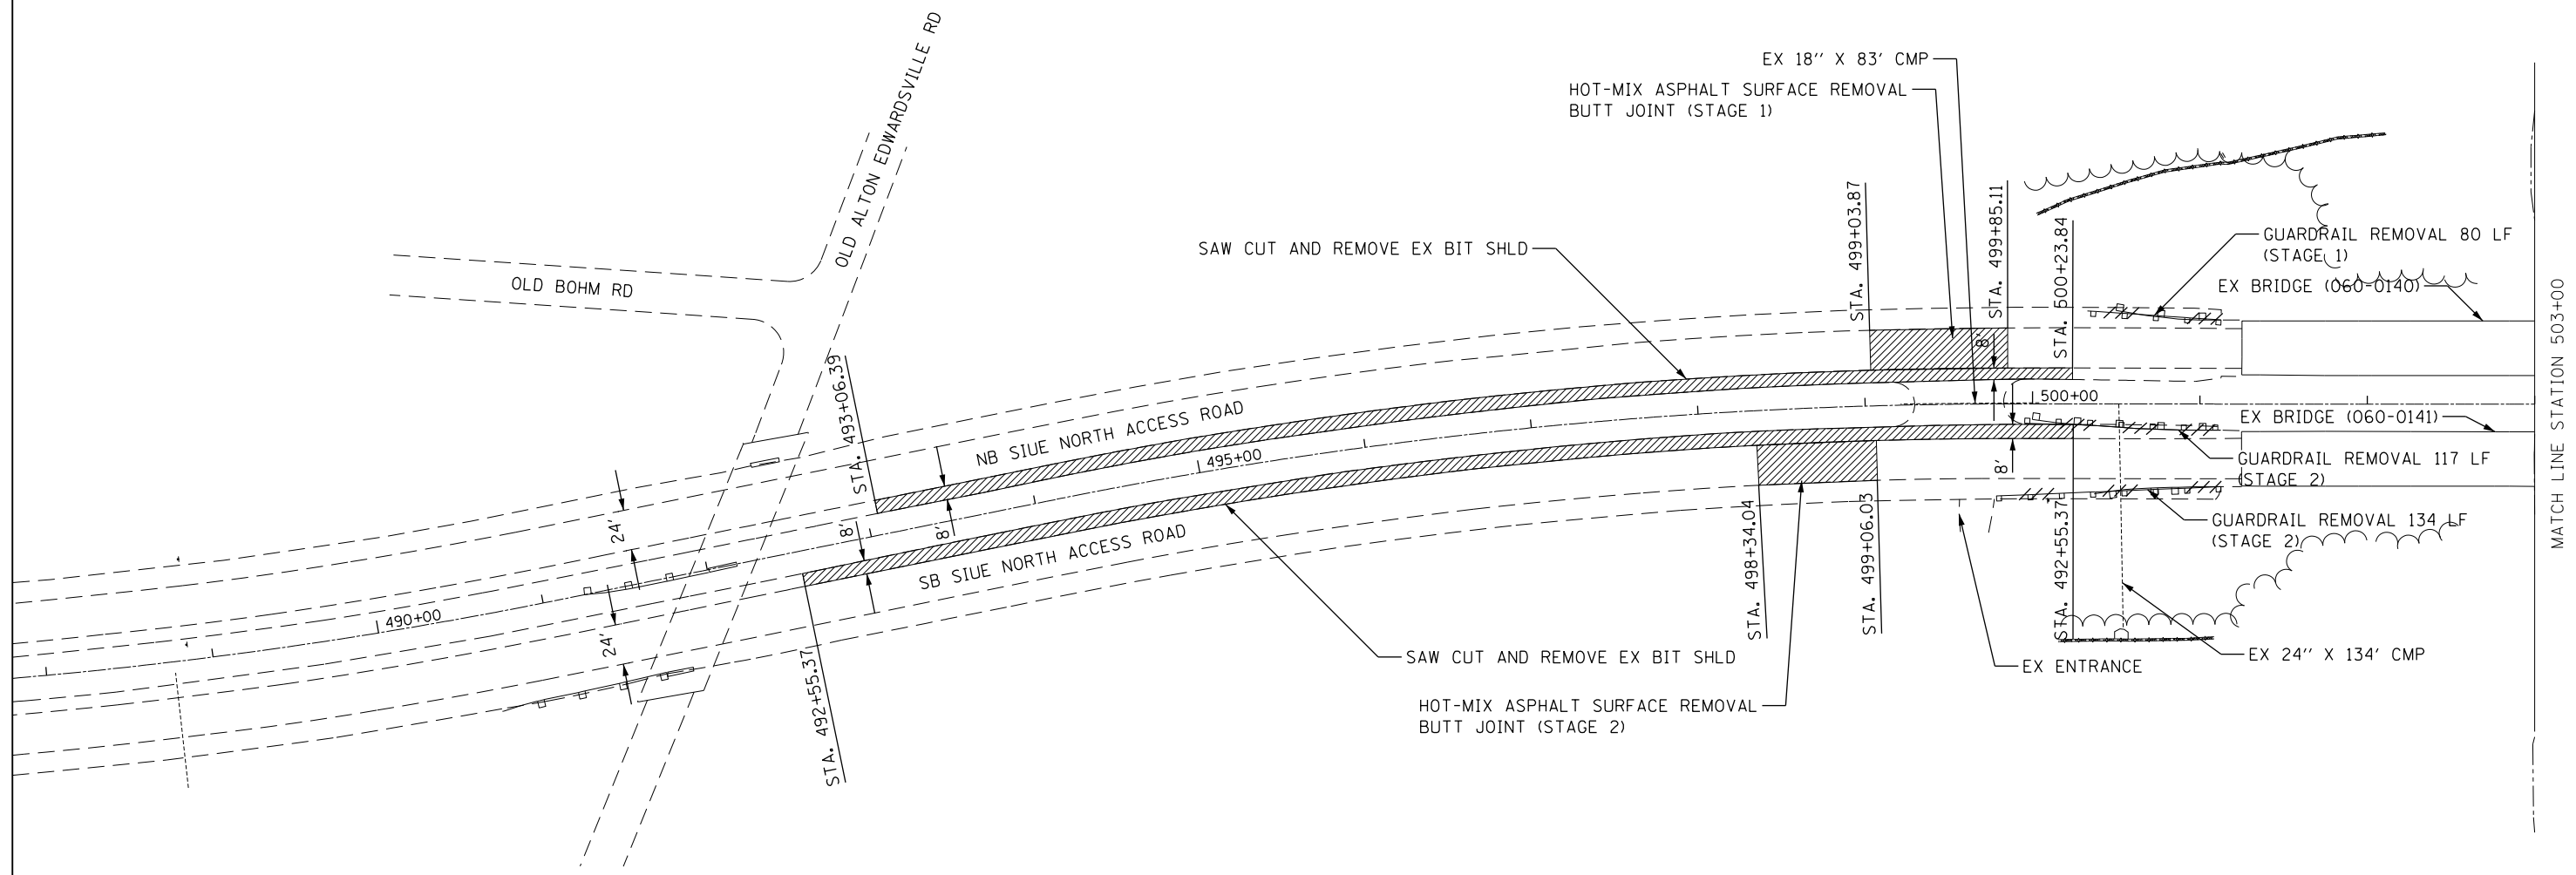 OLD ALTON EDWARDSVILLE RD
EX 18'' X 83' CMP
HOT-MIX ASPHALT SURFACE REMOVAL
BUTT JOINT (STAGE 1)
STA. 499+03.87
STA. 499+85.11
STA. 500+23.84
SAW CUT AND REMOVE EX BIT SHLD
GUARDRAIL REMOVAL 80 LF
(STAGE 1)
EX BRIDGE (060-0140)
OLD BOHM RD
MATCH LINE STATION 503+00
8'
STA. 493+06.39
NB SIUE NORTH ACCESS ROAD
500+00
EX BRIDGE (060-0141)
495+00
GUARDRAIL REMOVAL 117 LF
(STAGE 2)
8'
24'
8'
8'
SB SIUE NORTH ACCESS ROAD
GUARDRAIL REMOVAL 134 LF
(STAGE 2)
490+00
24'
STA. 498+34.04
STA. 499+06.03
STA. 492+55.37
SAW CUT AND REMOVE EX BIT SHLD
EX ENTRANCE
EX 24'' X 134' CMP
STA. 492+55.37
HOT-MIX ASPHALT SURFACE REMOVAL
BUTT JOINT (STAGE 2)